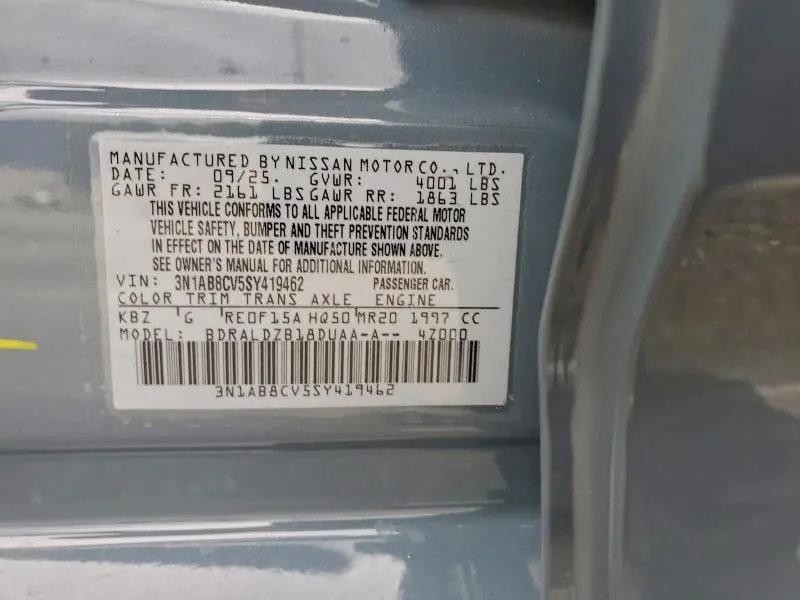 MANUFACTURED BY NISSAN MOTOR CO., LTD.
DATE: 09/25. GVWR: 4001 LBS
GAWR FR: 2161 LBS GAWR RR: 1863 LBS
THIS VEHICLE CONFORMS TO ALL APPLICABLE FEDERAL MOTOR
VEHICLE SAFETY, BUMPER AND THEFT PREVENTION STANDARDS
IN EFFECT ON THE DATE OF MANUFACTURE SHOWN ABOVE.
SEE OWNER'S MANUAL FOR ADDITIONAL INFORMATION.
VIN: 3N1AB8CV5SY419462 PASSENGER CAR.
COLOR TRIM TRANS AXLE ENGINE
KBZ G RE0F15A HQ50 MR20 1997 CC
MODEL: BDRALDZB18DUAA-A-- 4Z000
3N1AB8CV5SY419462